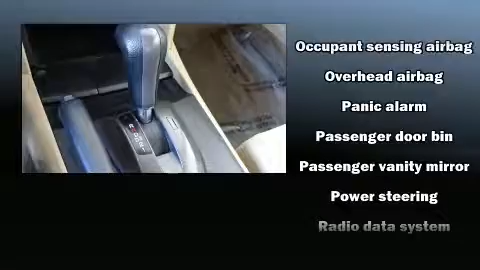 Occupant sensing airbag
Overhead airbag
Panic alarm
Passenger door bin
Passenger vanity mirror
Power steering
Radio data system